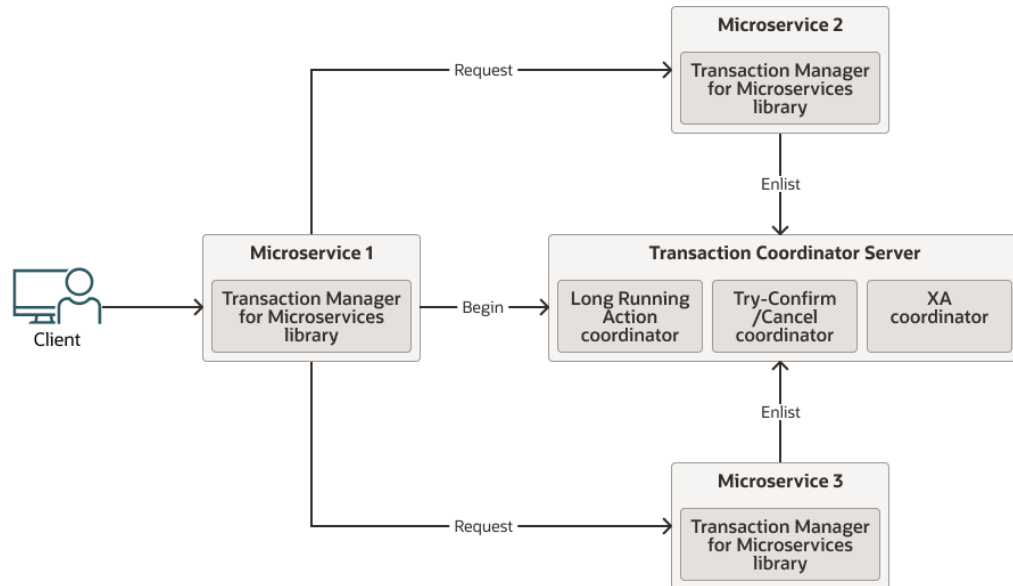 Microservice 2
Transaction Manager
for Microservices
library
Request
Enlist
Microservice 1
Transaction Manager
for Microservices
library
Client
Begin
Transaction Coordinator Server
Long Running
Action
coordinator
Try-Confirm
/Cancel
coordinator
XA
coordinator
Enlist
Request
Microservice 3
Transaction Manager
for Microservices
library